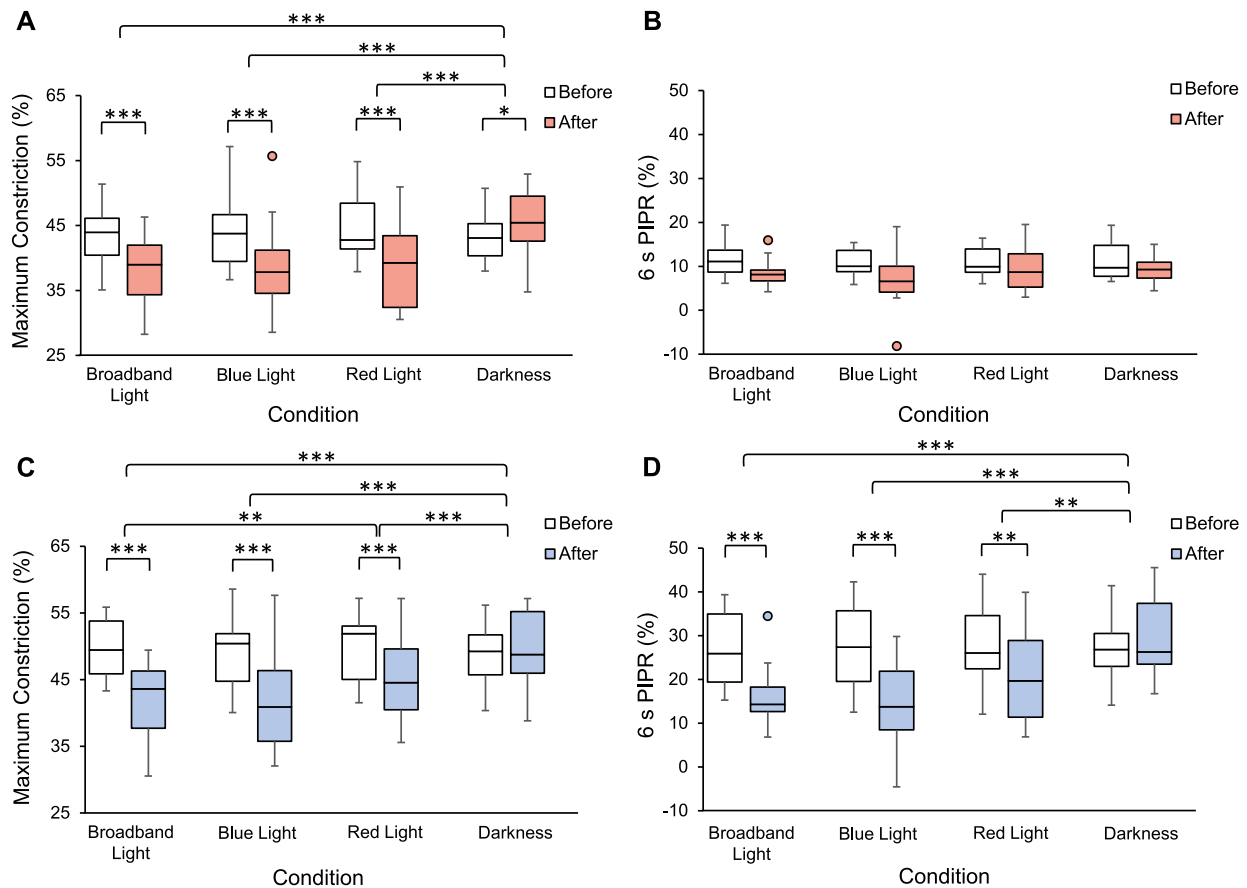 A
***
***
***
Before
After
***
***
***
*
65
55
45
35
25
Maximum Constriction (%)
Broadband
Light
Blue Light
Red Light
Darkness
Condition
B
Before
After
50
40
30
20
10
0
-10
6 s PIPR (%)
Broadband
Light
Blue Light
Red Light
Darkness
Condition
C
***
***
**
***
Before
After
***
***
***
65
55
45
35
25
Maximum Constriction (%)
Broadband
Light
Blue Light
Red Light
Darkness
Condition
D
***
***
**
Before
After
***
***
**
50
40
30
20
10
0
-10
6 s PIPR (%)
Broadband
Light
Blue Light
Red Light
Darkness
Condition